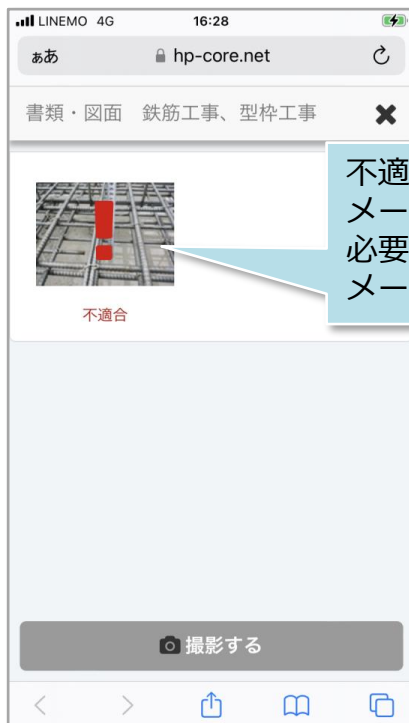 LINEMO 4G 16:28
ぁあ hp-core.net
書類・図面 鉄筋工事、型枠工事
不適
メー
必要
メー
不適合
撮影する